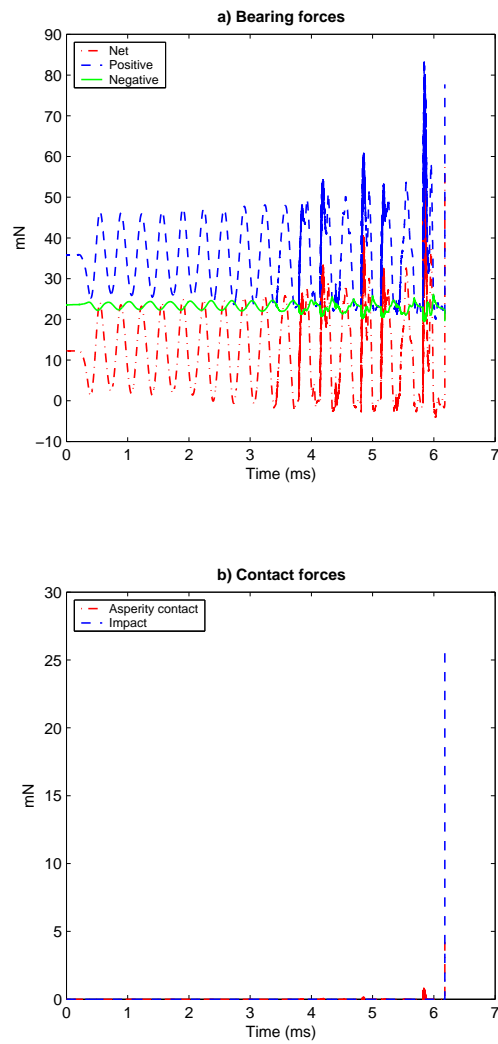 a) Bearing forces
90
80
70
60
50
40
30
20
10
0
−10
mN
Net
Positive
Negative
0 1 2 3 4 5 6 7
Time (ms)
b) Contact forces
30
25
20
15
10
5
0
mN
Asperity contact
Impact
0 1 2 3 4 5 6 7
Time (ms)